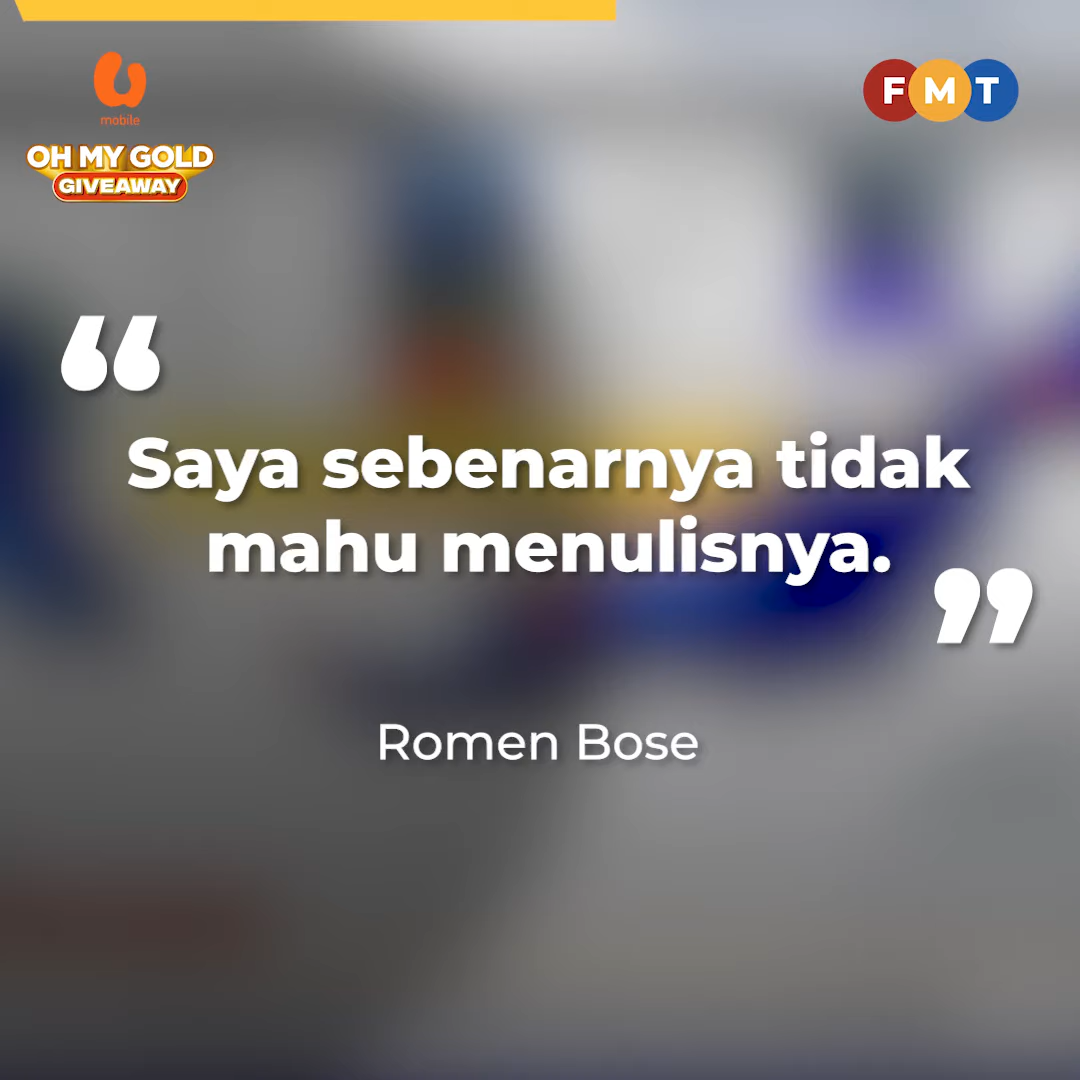 mobile
OH MY GOLD
GIVEAWAY
FMT
“
Saya sebenarnya tidak
mahu menulisnya.
”
Romen Bose